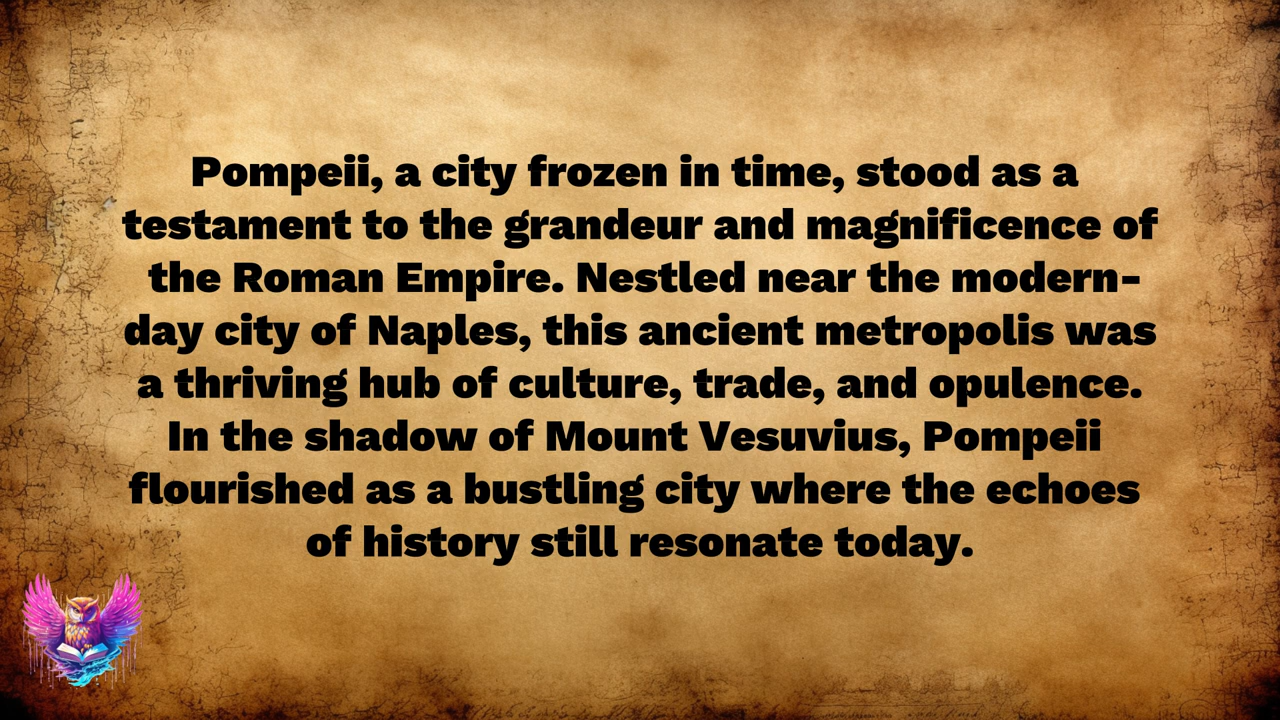 Pompeii, a city frozen in time, stood as a
testament to the grandeur and magnificence of
the Roman Empire. Nestled near the modern-
day city of Naples, this ancient metropolis was
a thriving hub of culture, trade, and opulence.
In the shadow of Mount Vesuvius, Pompeii
flourished as a bustling city where the echoes
of history still resonate today.